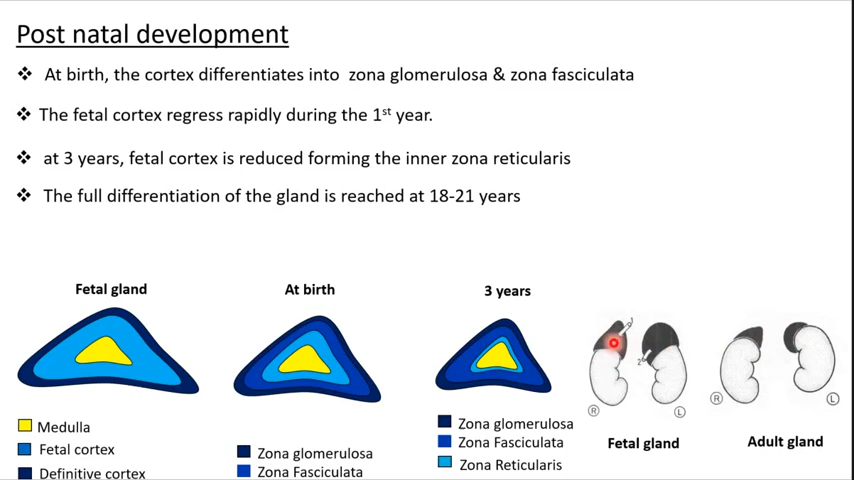 Post natal development
❖ At birth, the cortex differentiates into zona glomerulosa & zona fasciculata
❖ The fetal cortex regress rapidly during the 1st year.
❖ at 3 years, fetal cortex is reduced forming the inner zona reticularis
❖ The full differentiation of the gland is reached at 18-21 years
Fetal gland
At birth
3 years
Medulla
Fetal cortex
Definitive cortex
Zona glomerulosa
Zona Fasciculata
Zona glomerulosa
Zona Fasciculata
Zona Reticularis
1
2
R
L
Fetal gland
R
L
Adult gland